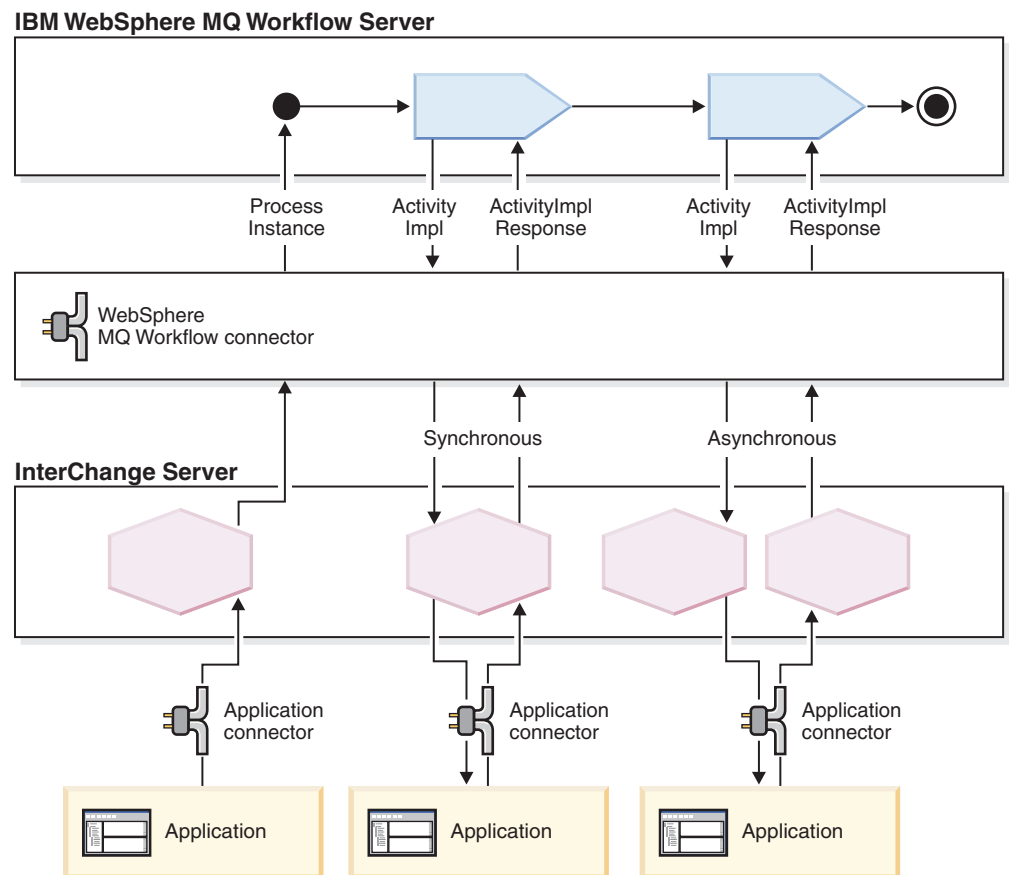 IBM WebSphere MQ Workflow Server
Process
Instance
Activity
Impl
ActivityImpl
Response
Activity
Impl
ActivityImpl
Response
WebSphere
MQ Workflow connector
Synchronous
Asynchronous
InterChange Server
Application
connector
Application
connector
Application
connector
Application
Application
Application